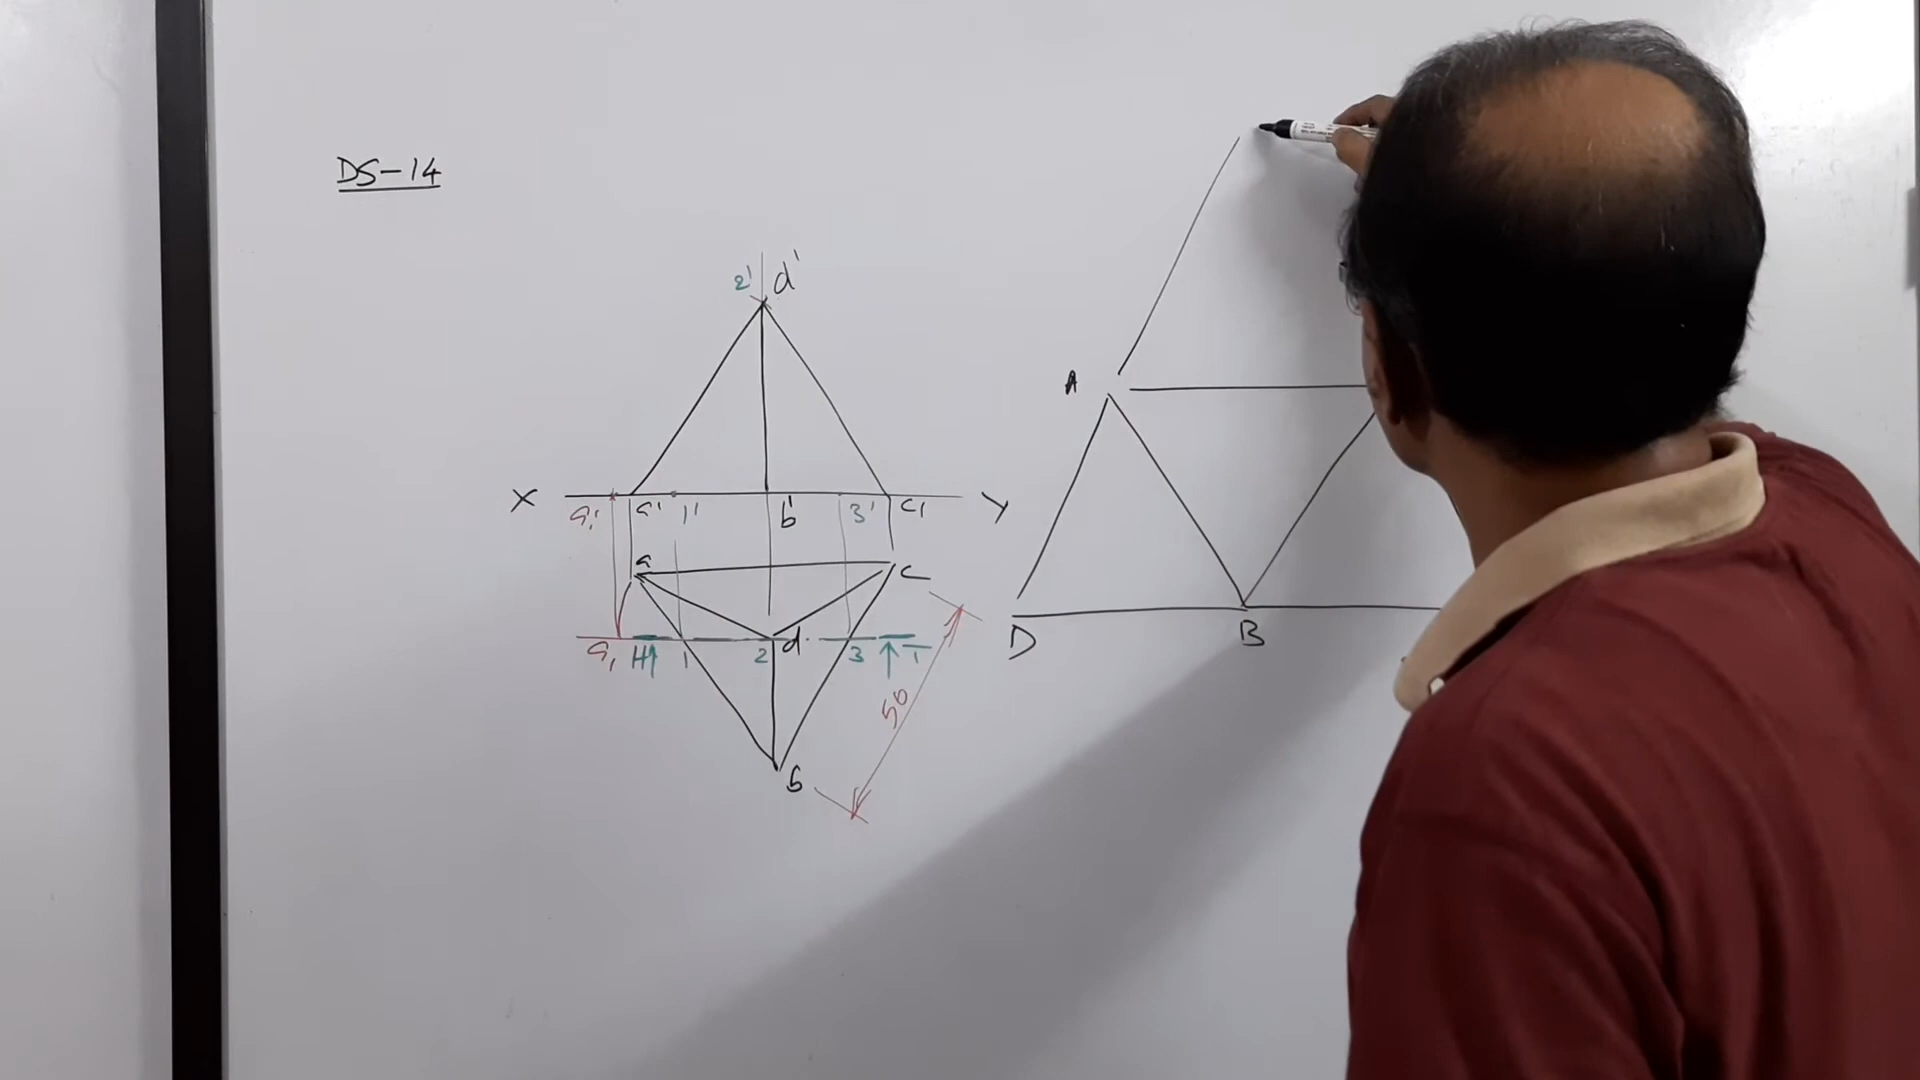 DS-14
2' d'
X a₁' a' 1' b' 3' c' Y
a c
a₁ H 1 2 d 3 T
50
b
A
D B